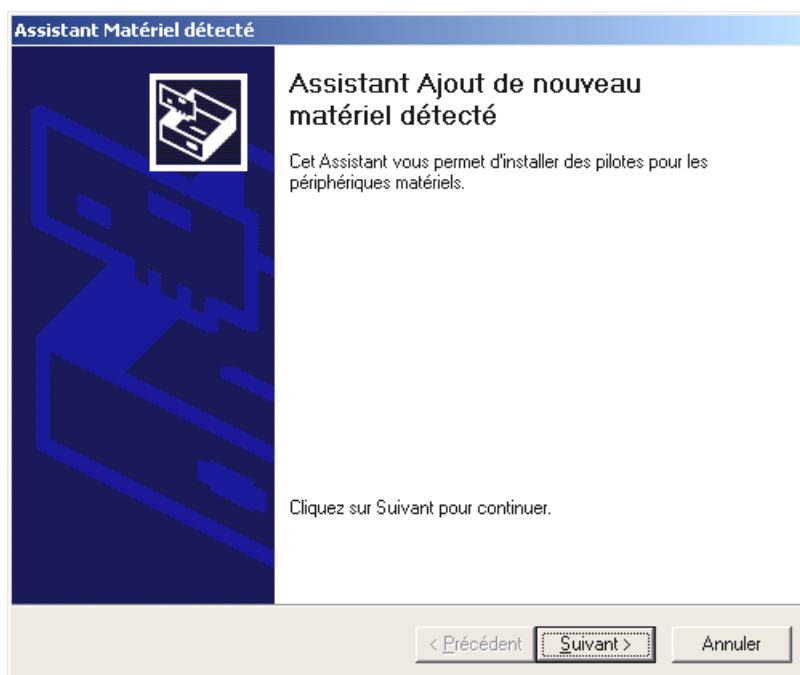 Assistant Matériel détecté
Assistant Ajout de nouveau
matériel détecté
Cet Assistant vous permet d'installer des pilotes pour les
périphériques matériels.
Cliquez sur Suivant pour continuer.
< Précédent
Suivant >
Annuler